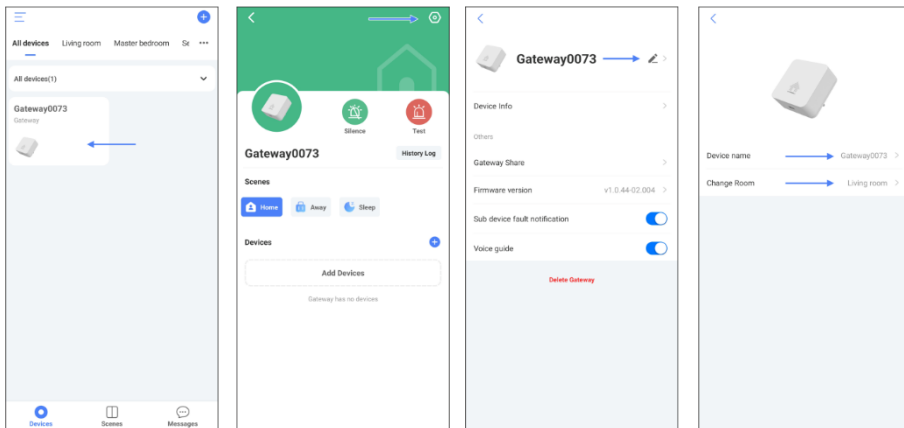 All devices Living room Master bedroom Se
All devices(1)
Gateway0073
Gateway
Devices Scenes Messages
Silence Test
Gateway0073 History Log
Scenes
Home Away Sleep
Devices
Add Devices
Gateway has no devices
Gateway0073
Device Info
Others
Gateway Share
Firmware version v1.0.44-02.004
Sub device fault notification
Voice guide
Delete Gateway
Device name Gateway0073
Change Room Living room